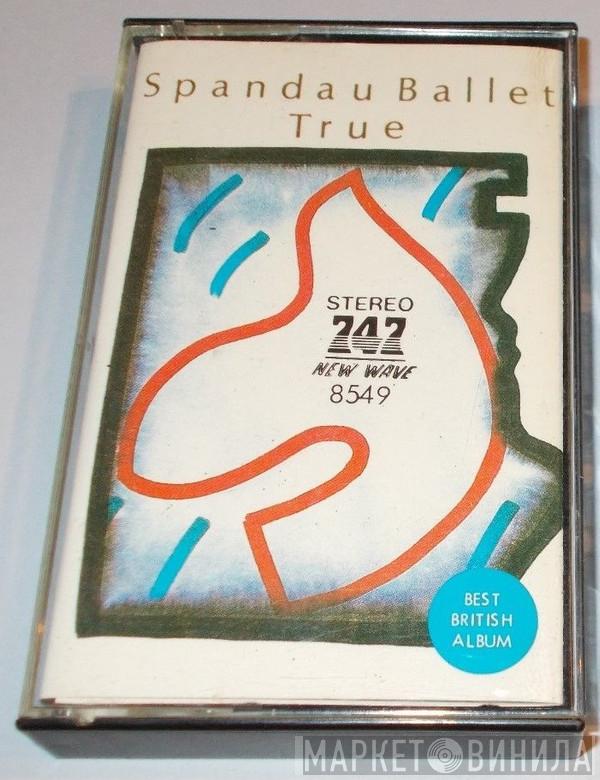 Spandau Ballet
True
STEREO
747
NEW WAVE
8549
BEST
BRITISH
ALBUM
МАРКЕТ ВИНИЛА